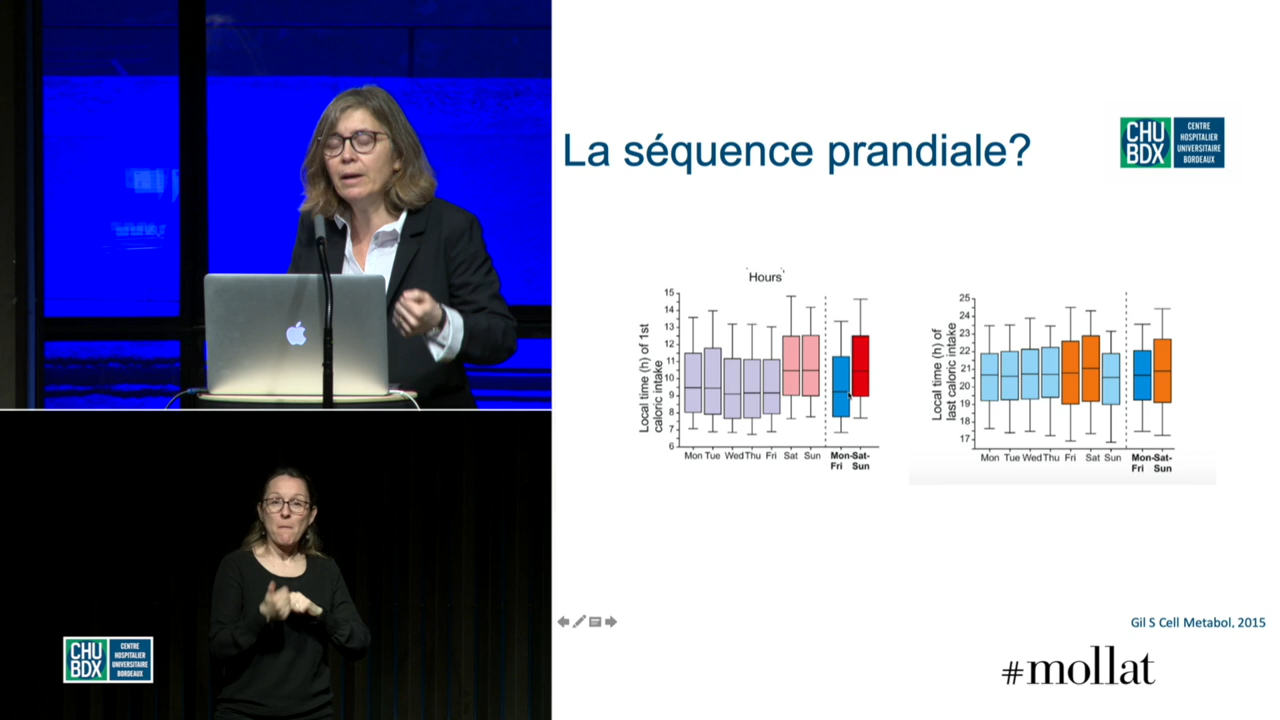 La séquence prandiale?
CHU
BDX
CENTRE
HOSPITALIER
UNIVERSITAIRE
BORDEAUX
Hours
Local time (h) of 1st
caloric intake
15
14
13
12
11
10
9
8
7
6
Mon Tue Wed Thu Fri Sat Sun Mon-Sat-
Fri Sun
Local time (h) of
last caloric intake
25
24
23
22
21
20
19
18
17
Mon Tue Wed Thu Fri Sat Sun Mon-Sat-
Fri Sun
Gil S Cell Metabol, 2015
#mollat
CHU
BDX
CENTRE
HOSPITALIER
UNIVERSITAIRE
BORDEAUX